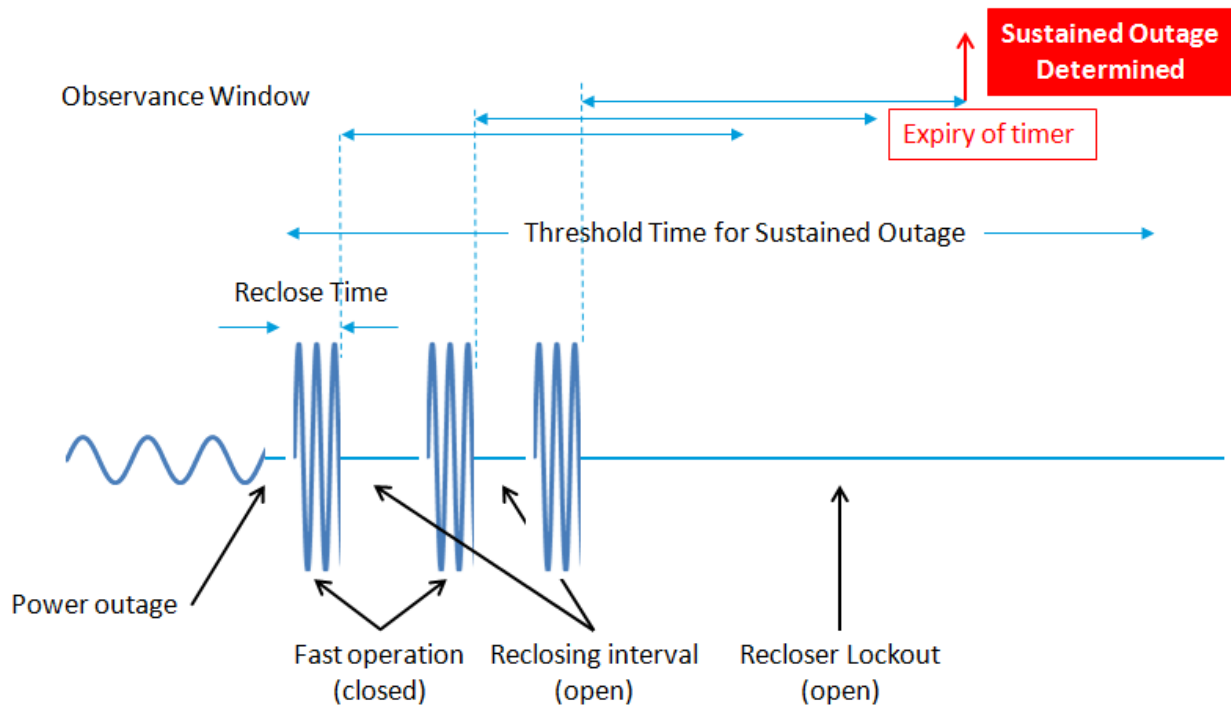 Sustained Outage
Determined
Observance Window
Expiry of timer
Threshold Time for Sustained Outage
Reclose Time
Power outage
Fast operation
(closed)
Reclosing interval
(open)
Recloser Lockout
(open)